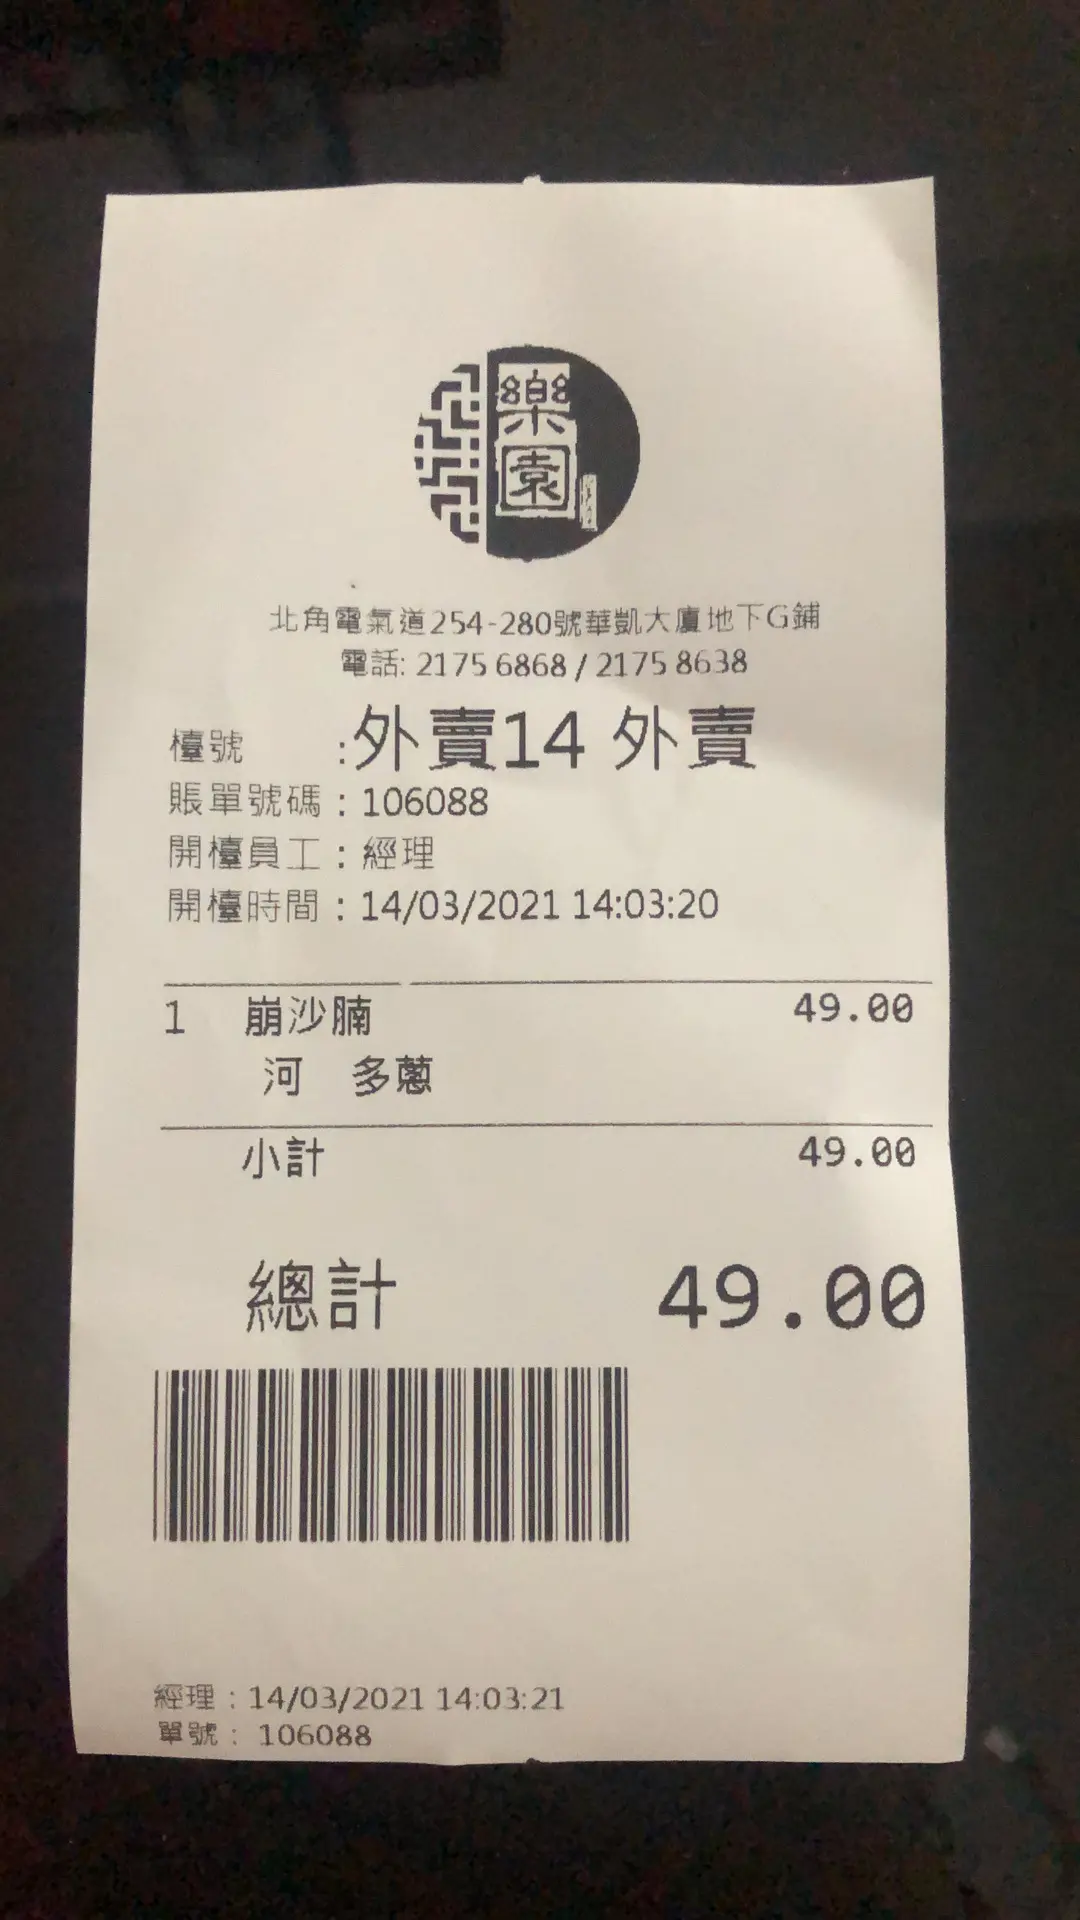 樂園
北角電氣道254-280號華凱大廈地下G鋪
電話: 2175 6868 / 2175 8638
檯號 :外賣14 外賣
賬單號碼 : 106088
開檯員工 : 經理
開檯時間 : 14/03/2021 14:03:20
1 崩沙腩 49.00
河 多蔥
小計 49.00
總計 49.00
經理 : 14/03/2021 14:03:21
單號 : 106088